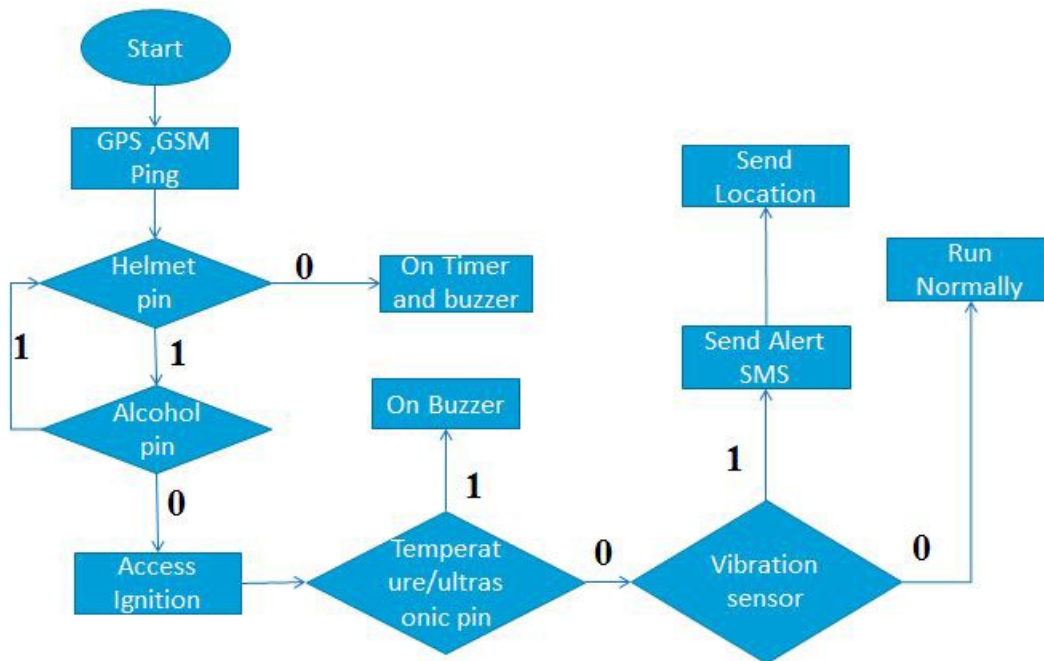 Start
GPS ,GSM
Ping
Helmet
pin
0
On Timer
and buzzer
1
1
Alcohol
pin
0
Access
Ignition
On Buzzer
1
Temperat
ure/ultras
onic pin
0
Send
Location
Send Alert
SMS
1
Vibration
sensor
0
Run
Normally